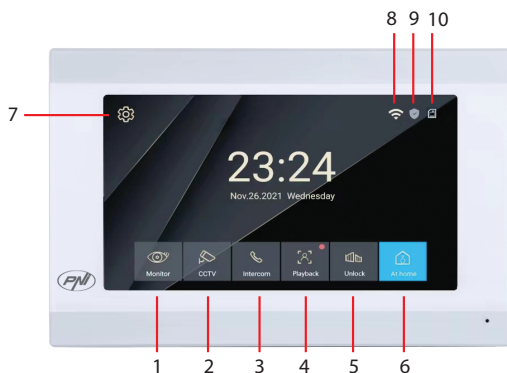 8 9 10
7
23:24
Nov.26.2021 Wednesday
Monitor CCTV Intercom Playback Unlock At home
PNI
1 2 3 4 5 6